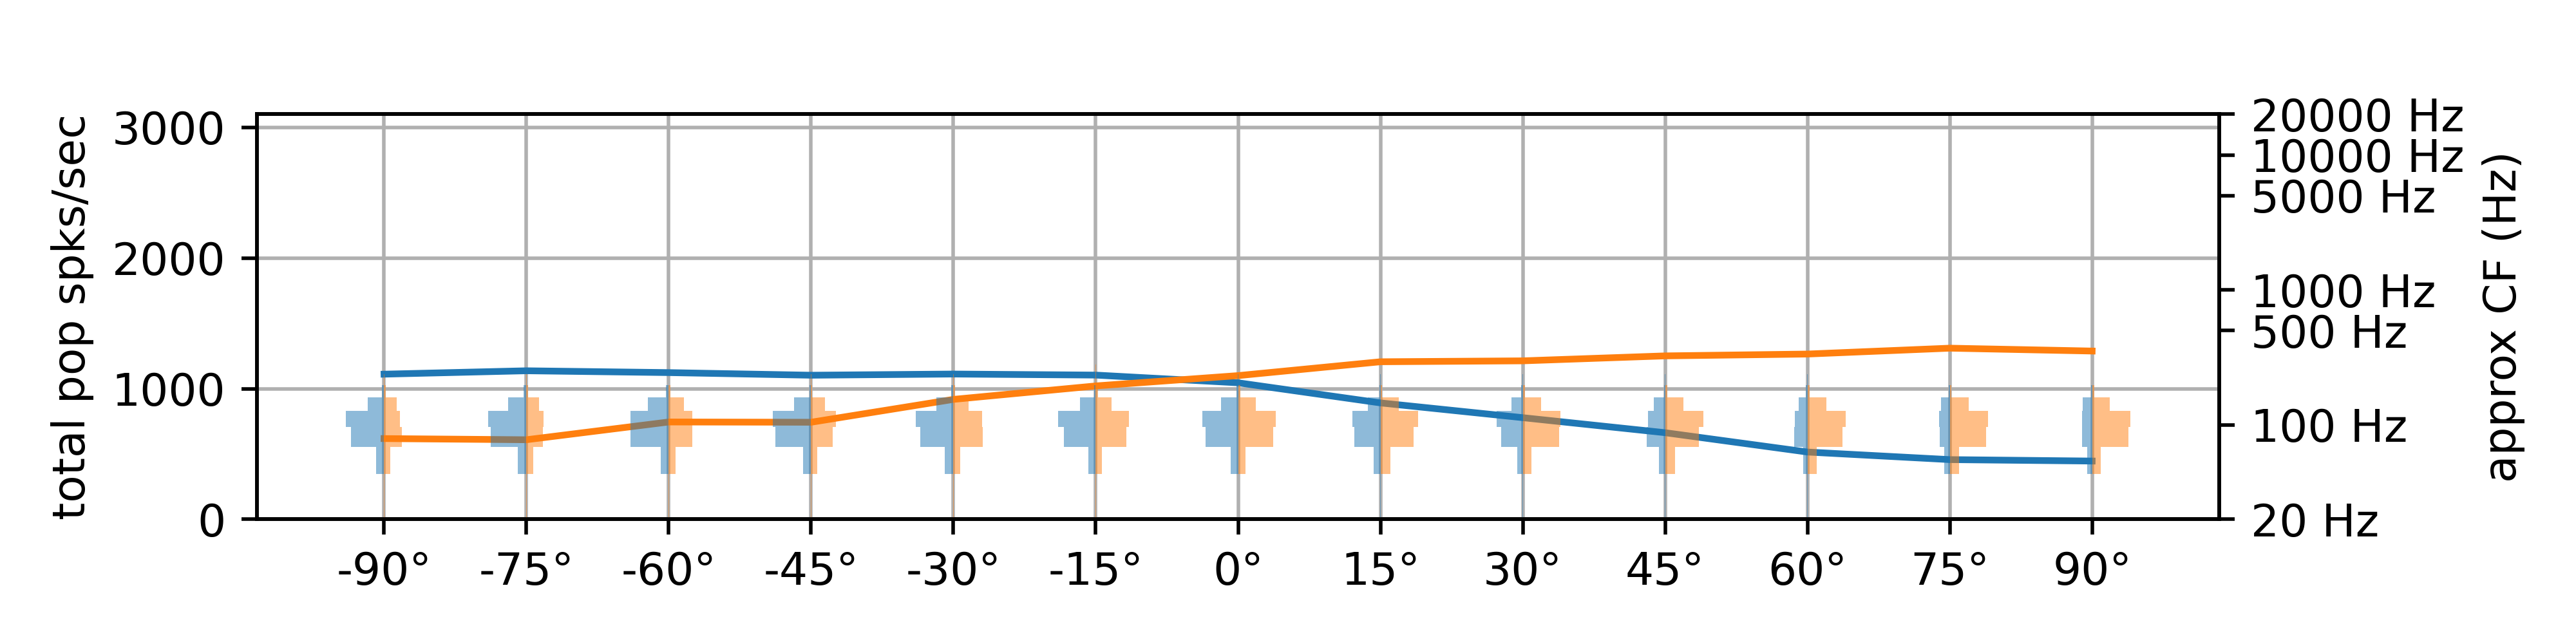 total pop spks/sec
3000
2000
1000
0
-90°
-75°
-60°
-45°
-30°
-15°
0°
15°
30°
45°
60°
75°
90°
20000 Hz
10000 Hz
5000 Hz
1000 Hz
500 Hz
100 Hz
20 Hz
approx CF (Hz)